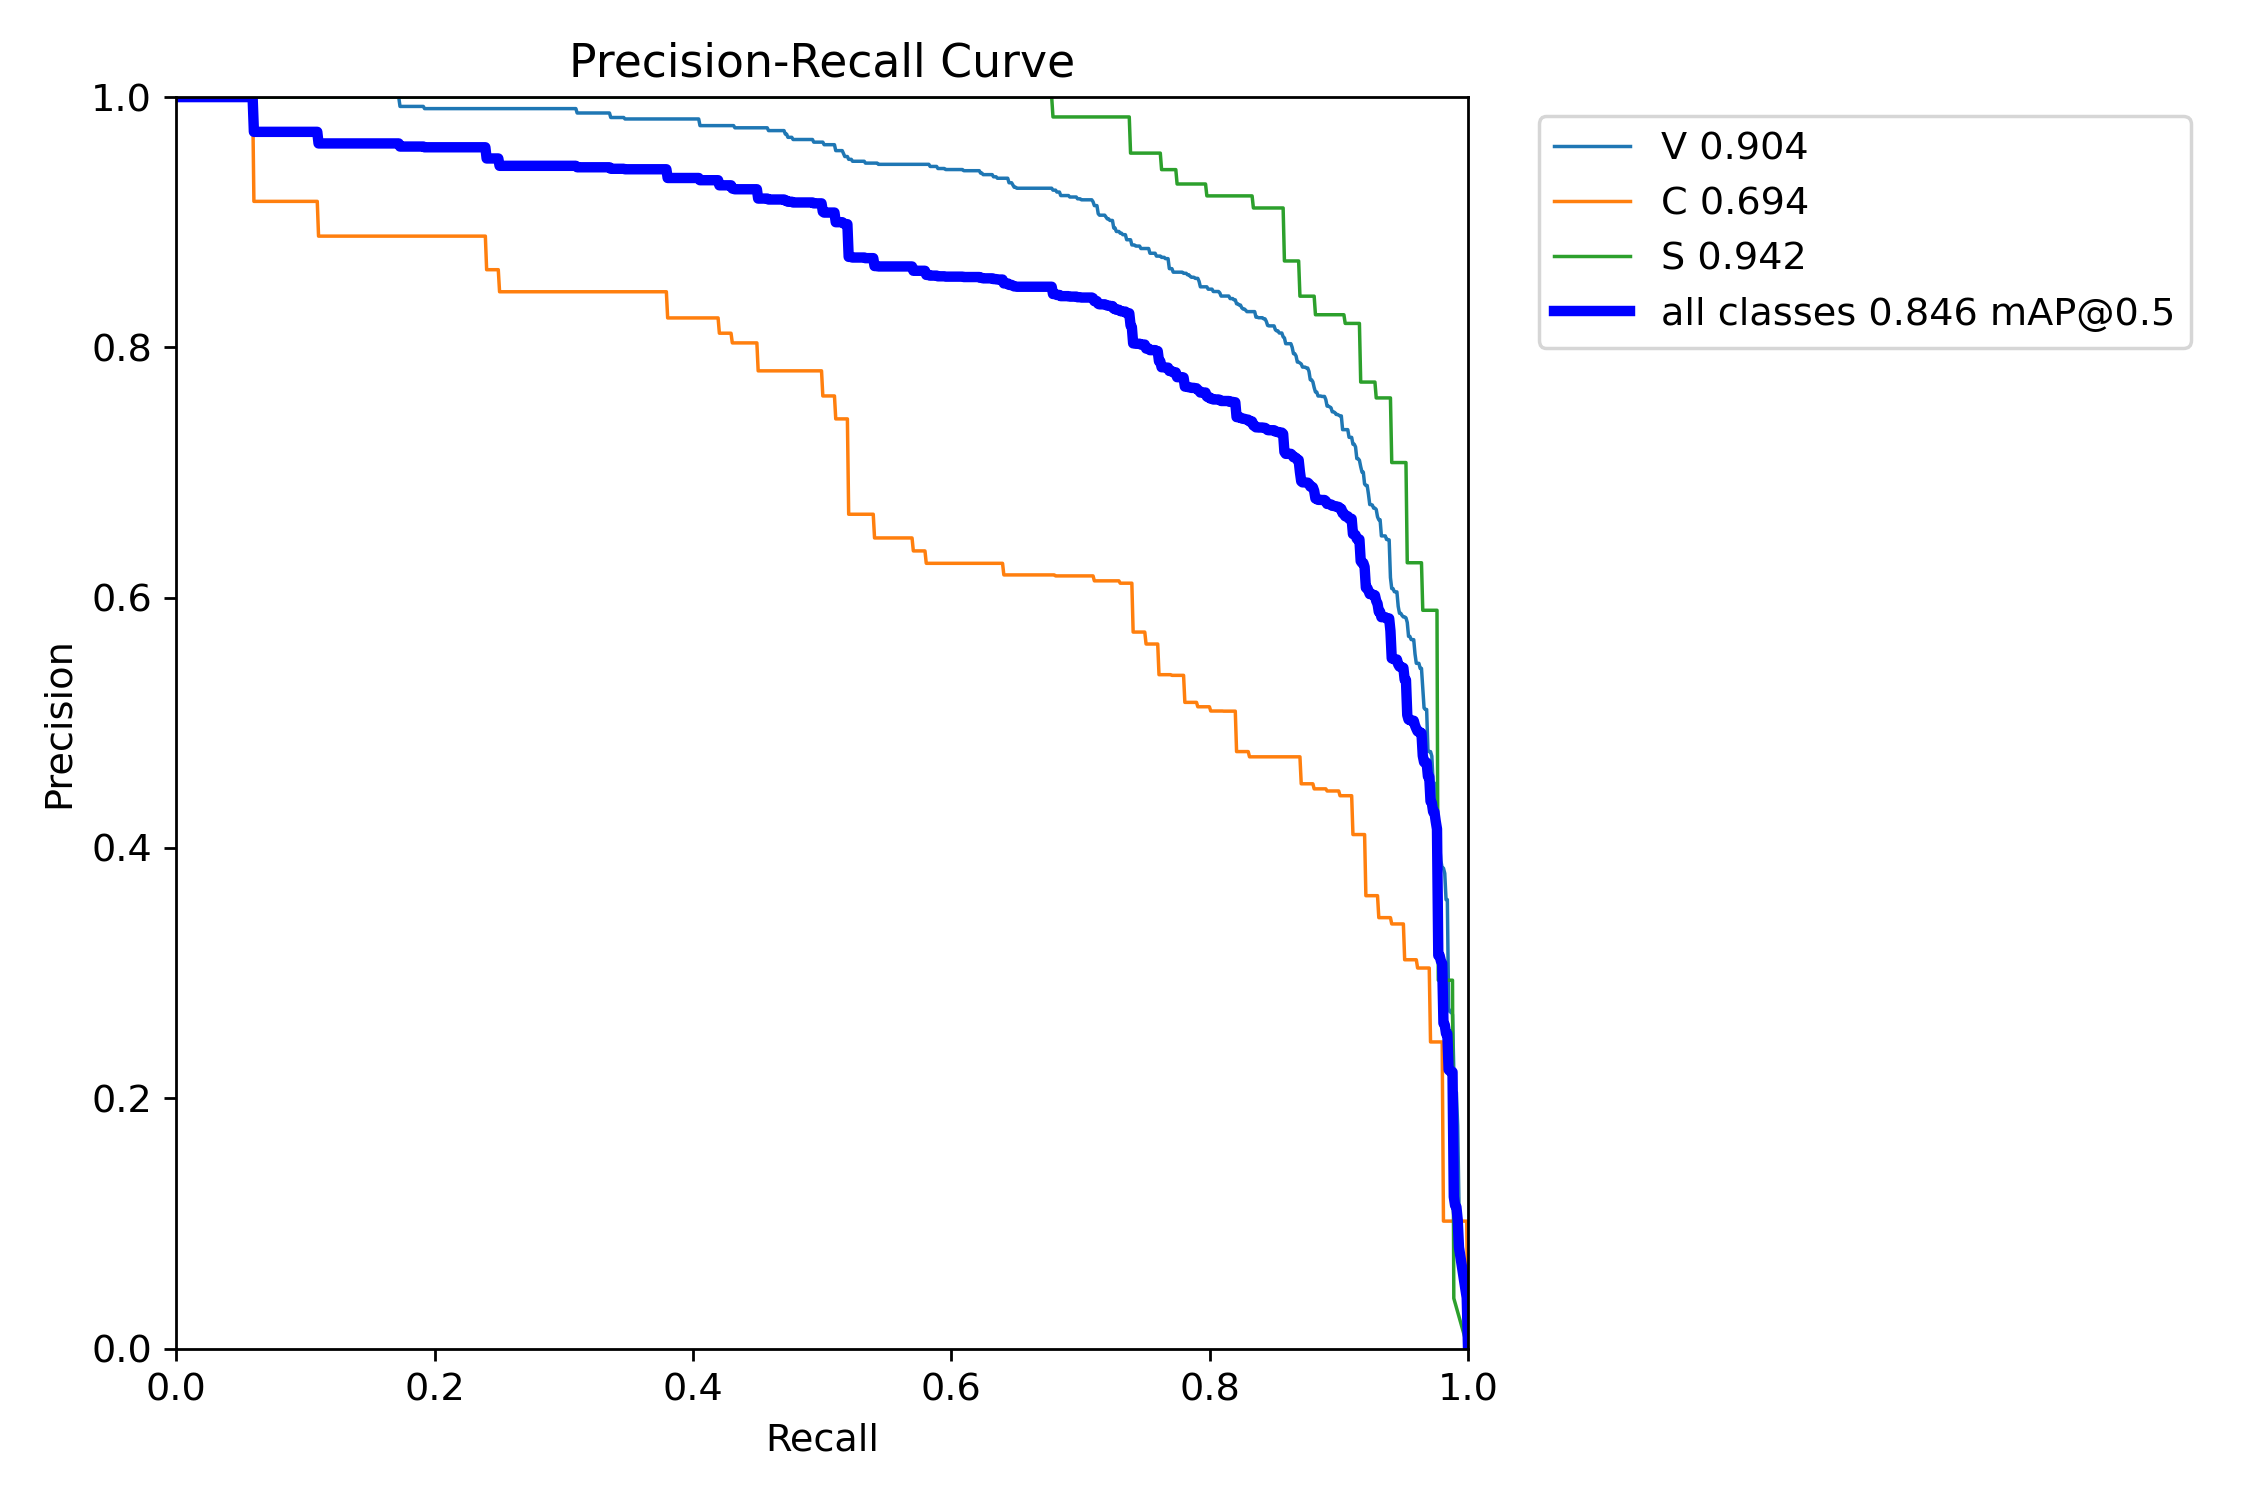 Precision-Recall Curve
1.0
0.8
0.6
0.4
0.2
0.0
Precision
0.0 0.2 0.4 0.6 0.8 1.0
Recall
V 0.904
C 0.694
S 0.942
all classes 0.846 mAP@0.5